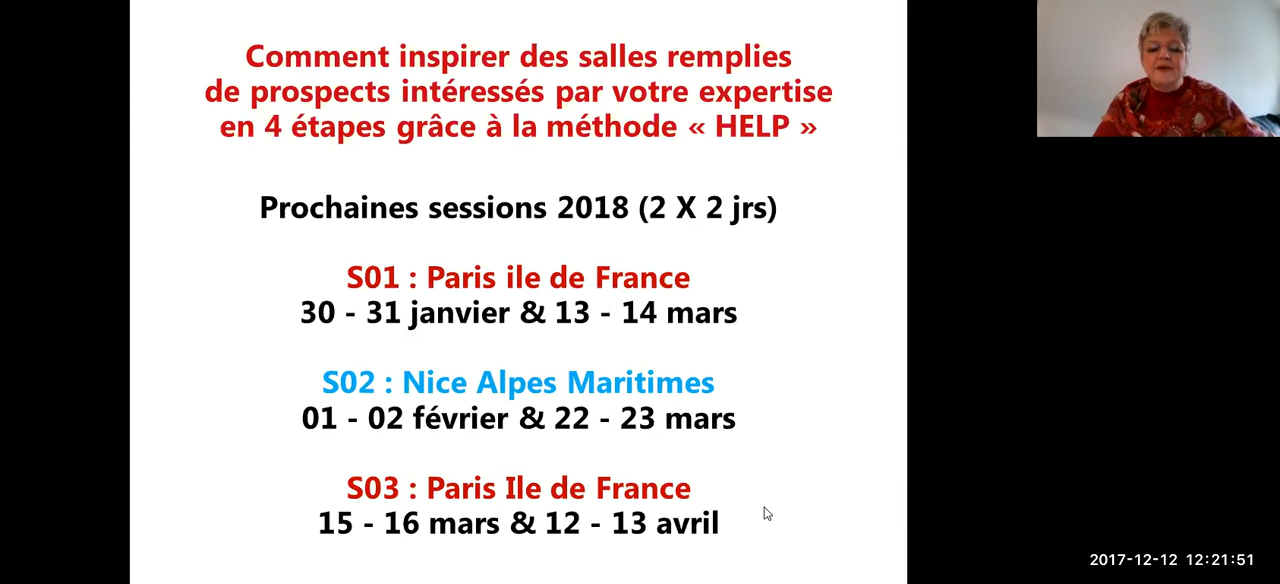 Comment inspirer des salles remplies
de prospects intéressés par votre expertise
en 4 étapes grâce à la méthode « HELP »
Prochaines sessions 2018 (2 X 2 jrs)
S01 : Paris ile de France
30 - 31 janvier & 13 - 14 mars
S02 : Nice Alpes Maritimes
01 - 02 février & 22 - 23 mars
S03 : Paris Ile de France
15 - 16 mars & 12 - 13 avril
2017-12-12 12:21:51